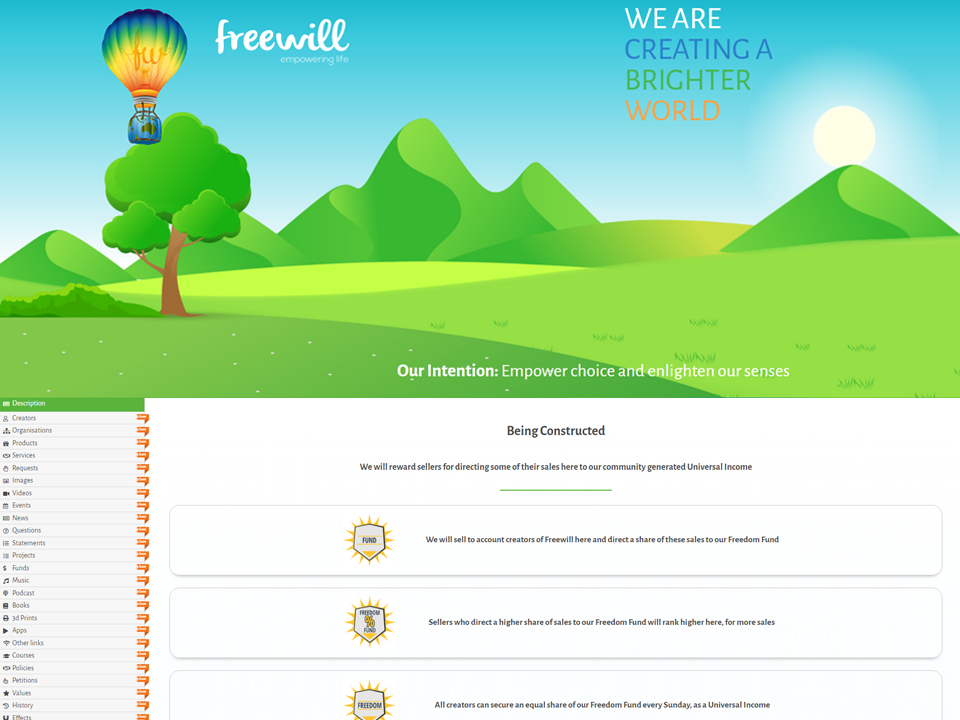 fw
freewill
empowering life
WE ARE
CREATING A
BRIGHTER
WORLD
Our Intention: Empower choice and enlighten our senses
Description
Creators
Organisations
Products
Services
Requests
Images
Videos
Events
News
Questions
Statements
Projects
Funds
Music
Podcast
Books
3d Prints
Apps
Other links
Courses
Policies
Petitions
Values
History
Effects
Being Constructed
We will reward sellers for directing some of their sales here to our community generated Universal Income
FUND
We will sell to account creators of Freewill here and direct a share of these sales to our Freedom Fund
FREEDOM
%
FUND
Sellers who direct a higher share of sales to our Freedom Fund will rank higher here, for more sales
FREEDOM
All creators can secure an equal share of our Freedom Fund every Sunday, as a Universal Income